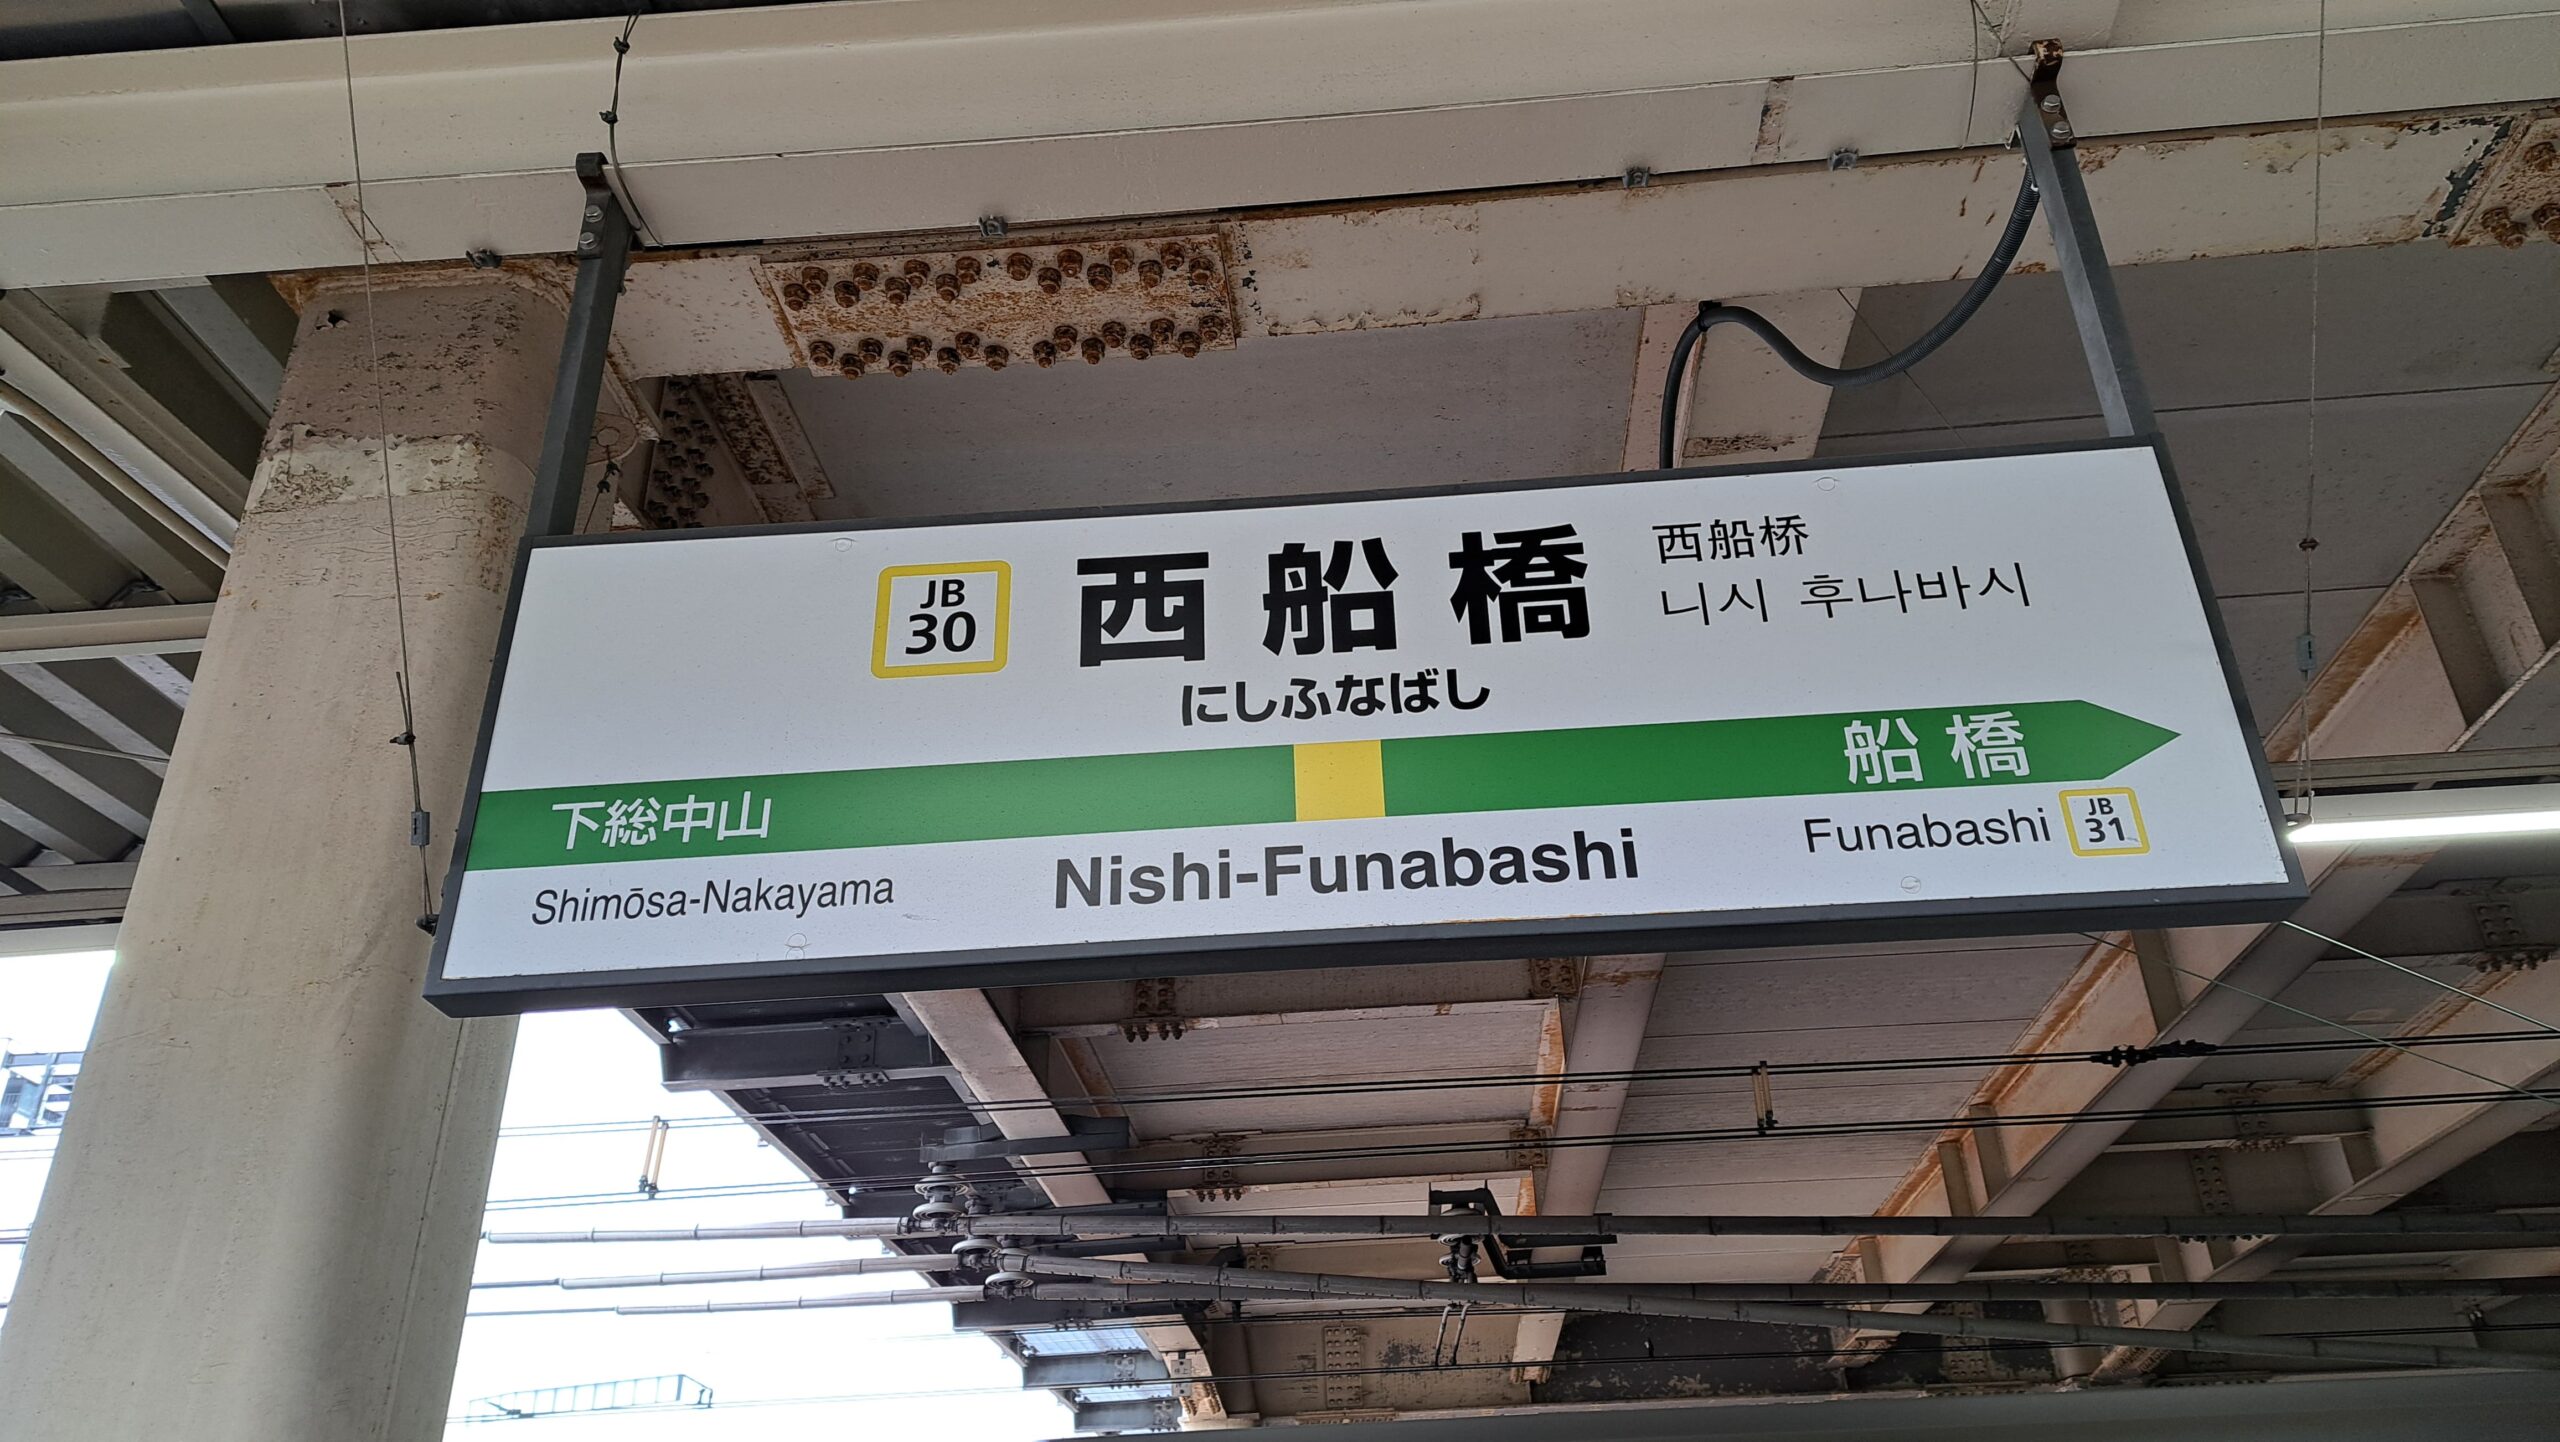 JB
30
西船橋
西船桥
니시 후나바시
にしふなばし
下総中山
船橋
Shimōsa-Nakayama
Nishi-Funabashi
Funabashi
JB
31